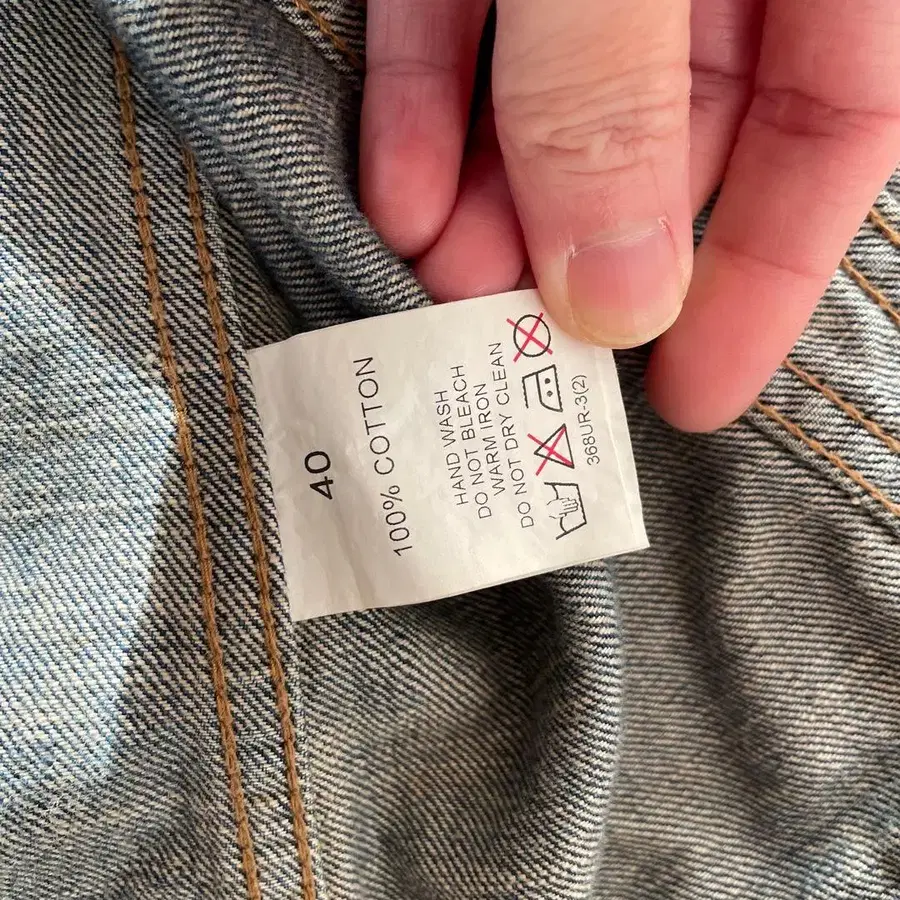 40
100% COTTON
HAND WASH
DO NOT BLEACH
WARM IRON
DO NOT DRY CLEAN
368UR-3(2)